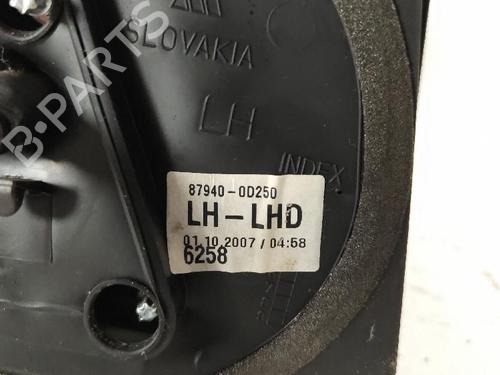 SLOVAKIA
LH
INDEX
87940-0D250
LH-LHD
01.10.2007 / 04:58
6258
B-PARTS